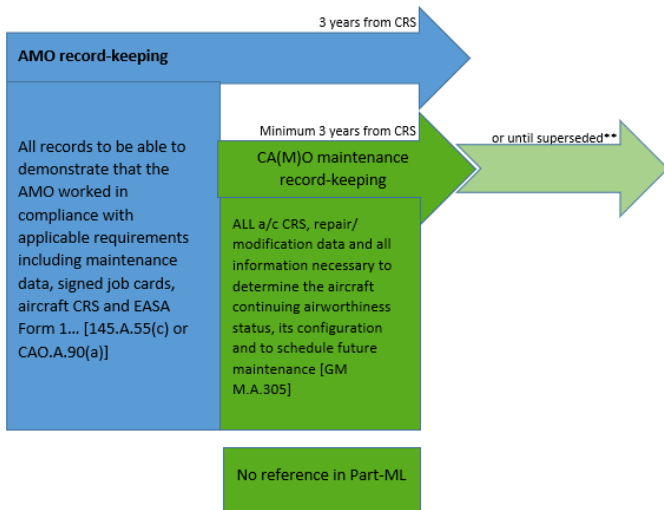 3 years from CRS
AMO record-keeping
Minimum 3 years from CRS
or until superseded**
CA(M)O maintenance
record-keeping
All records to be able to
demonstrate that the
AMO worked in
compliance with
applicable requirements
including maintenance
data, signed job cards,
aircraft CRS and EASA
Form 1... [145.A.55(c) or
CAO.A.90(a)]
ALL a/c CRS, repair/
modification data and all
information necessary to
determine the aircraft
continuing airworthiness
status, its configuration
and to schedule future
maintenance [GM
M.A.305]
No reference in Part-ML